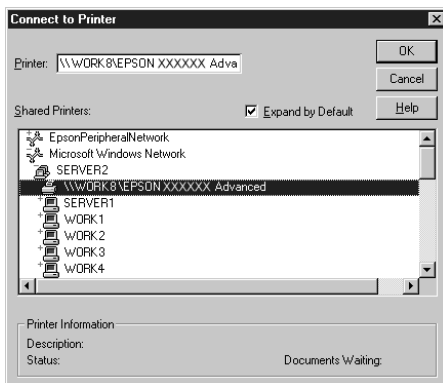 Connect to Printer
Printer: \\WORK8\EPSON XXXXXX Adva
OK
Cancel
Help
Shared Printers:
Expand by Default
EpsonPeripheralNetwork
Microsoft Windows Network
SERVER2
\\WORK8\EPSON XXXXXX Advanced
SERVER1
WORK1
WORK2
WORK3
WORK4
Printer Information
Description:
Status: Documents Waiting: